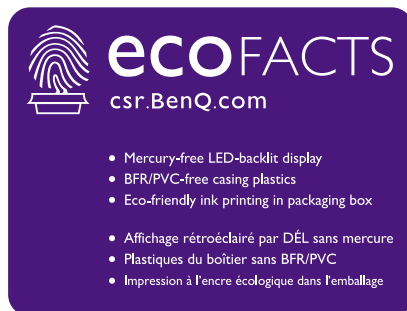 ecoFACTS
csr.BenQ.com
• Mercury-free LED-backlit display
• BFR/PVC-free casing plastics
• Eco-friendly ink printing in packaging box
• Affichage rétroéclairé par DÉL sans mercure
• Plastiques du boîtier sans BFR/PVC
• Impression à l'encre écologique dans l'emballage